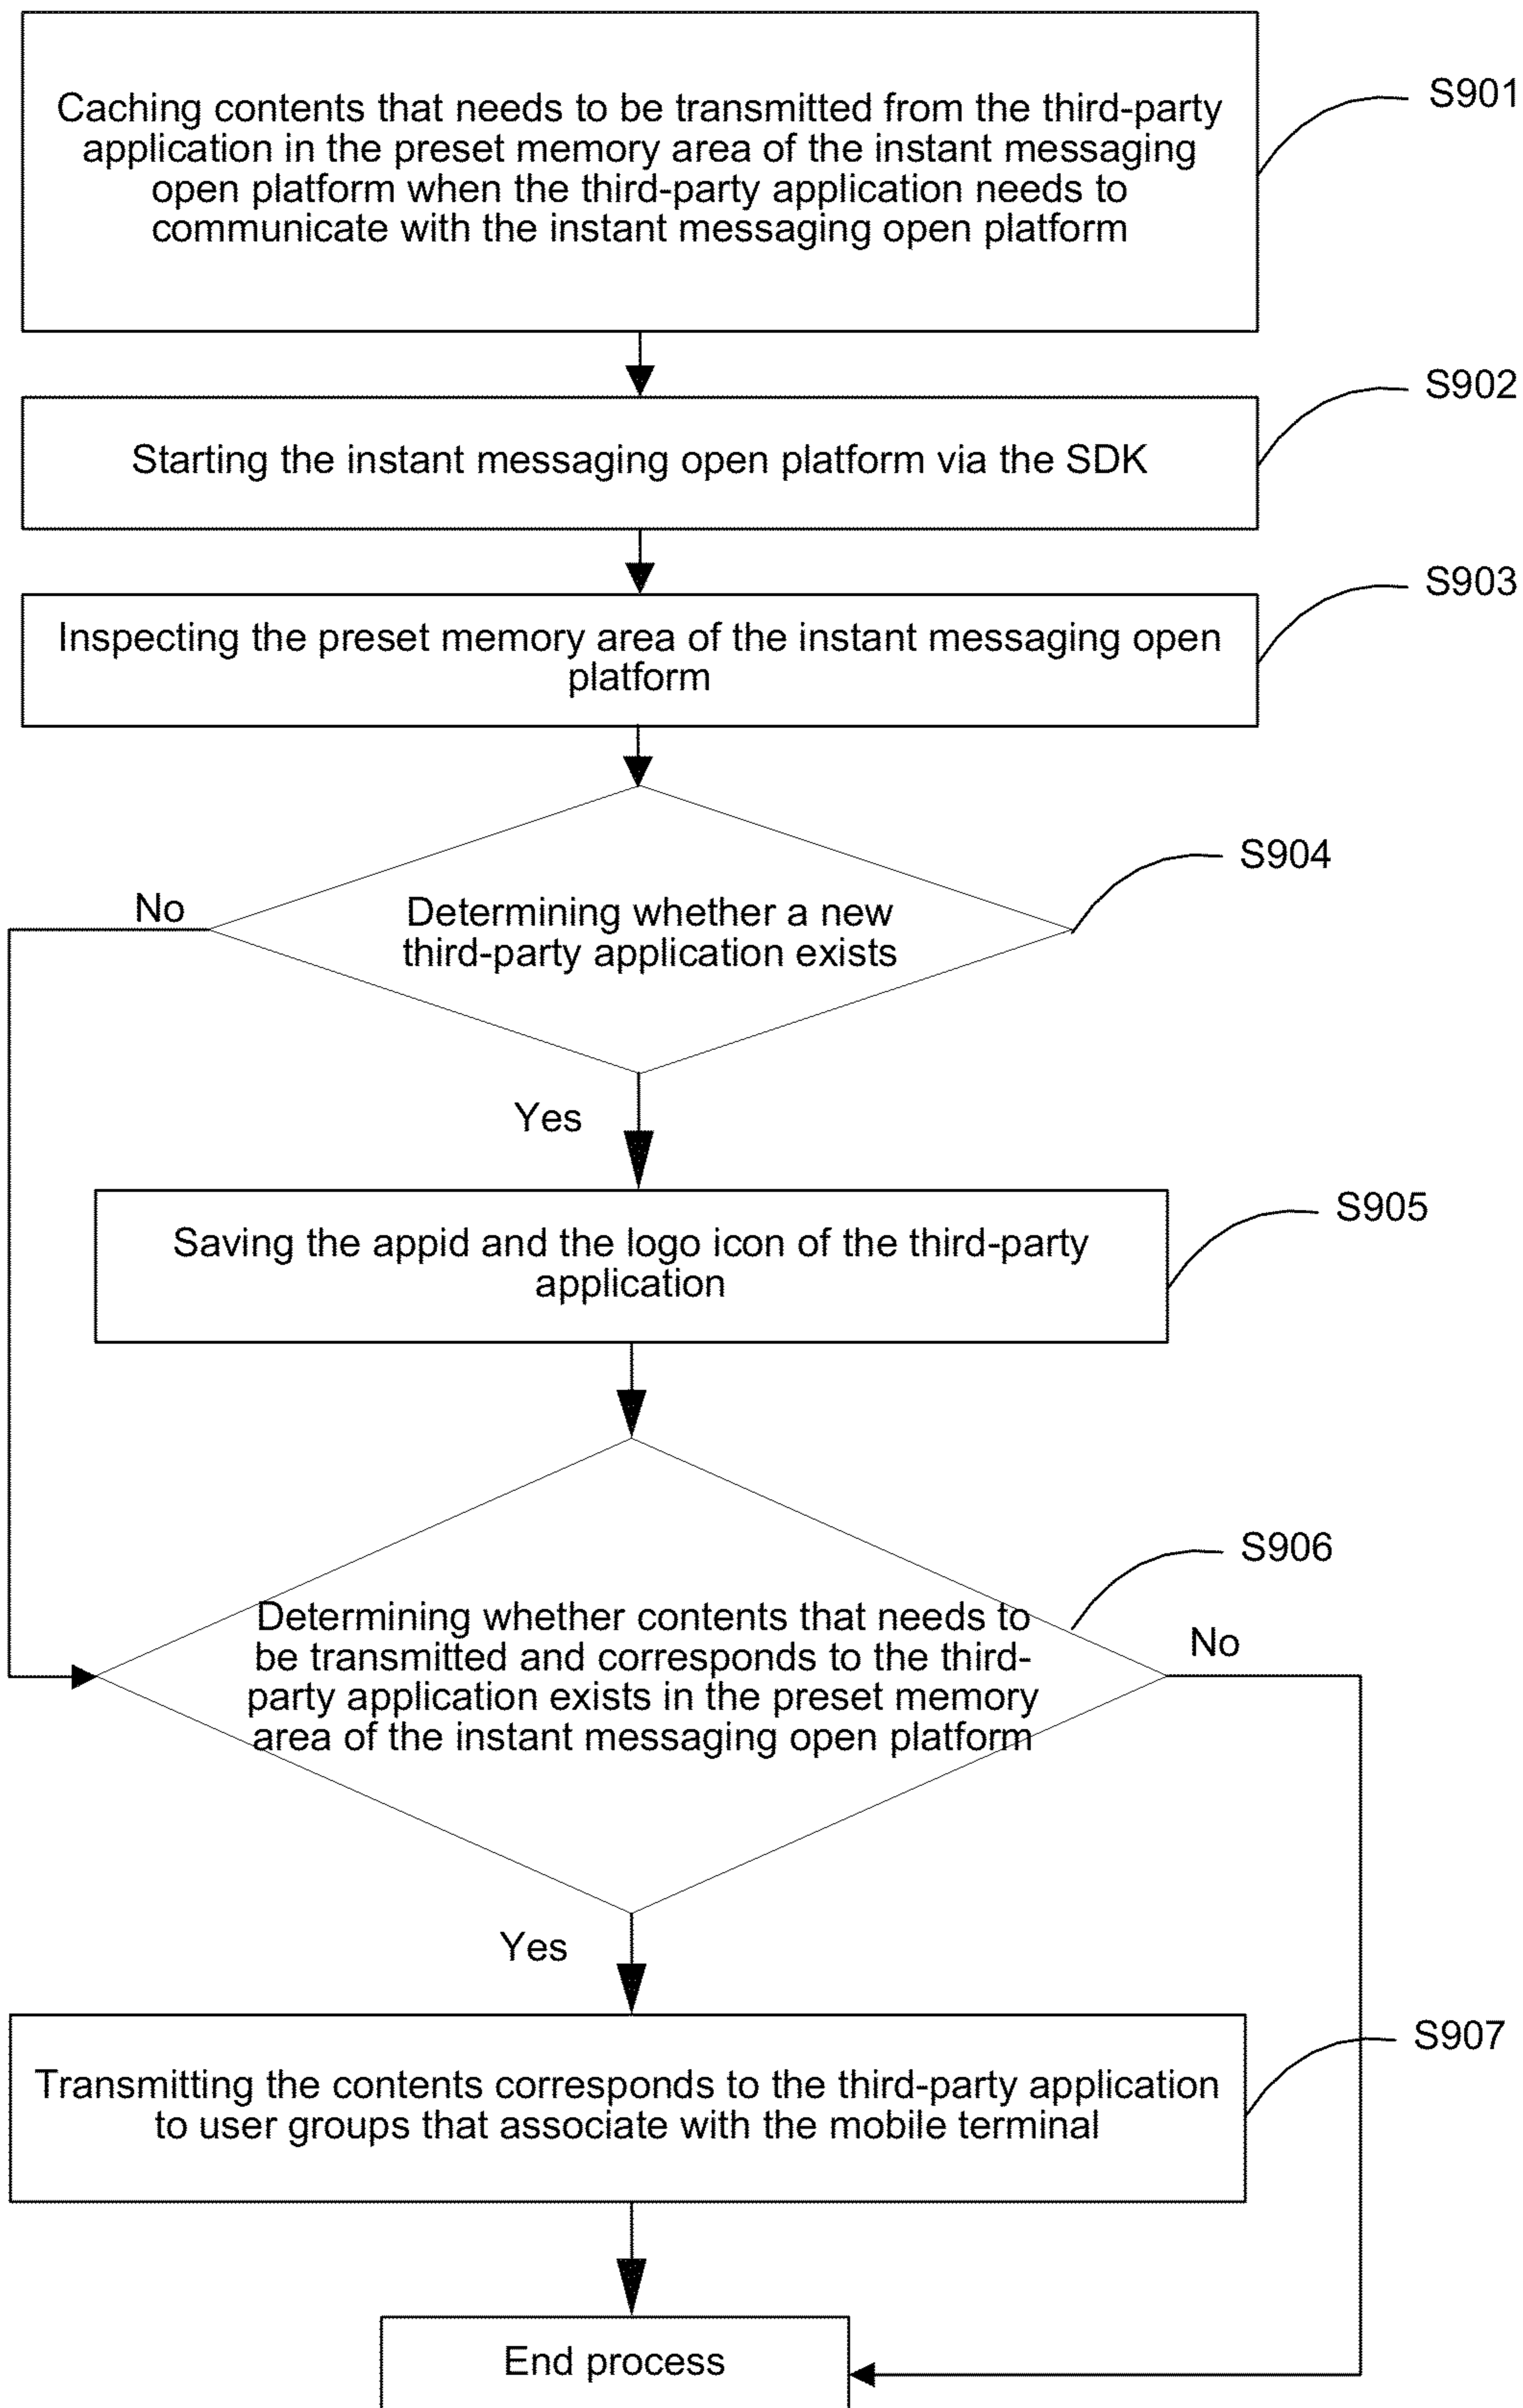 Caching contents that needs to be transmitted from the third-party
application in the preset memory area of the instant messaging
open platform when the third-party application needs to
communicate with the instant messaging open platform
S901
Starting the instant messaging open platform via the SDK
S902
Inspecting the preset memory area of the instant messaging open
platform
S903
Determining whether a new
third-party application exists
S904
No
Yes
Saving the appid and the logo icon of the third-party
application
S905
Determining whether contents that needs to
be transmitted and corresponds to the third-
party application exists in the preset memory
area of the instant messaging open platform
S906
No
Yes
Transmitting the contents corresponds to the third-party application
to user groups that associate with the mobile terminal
S907
End process